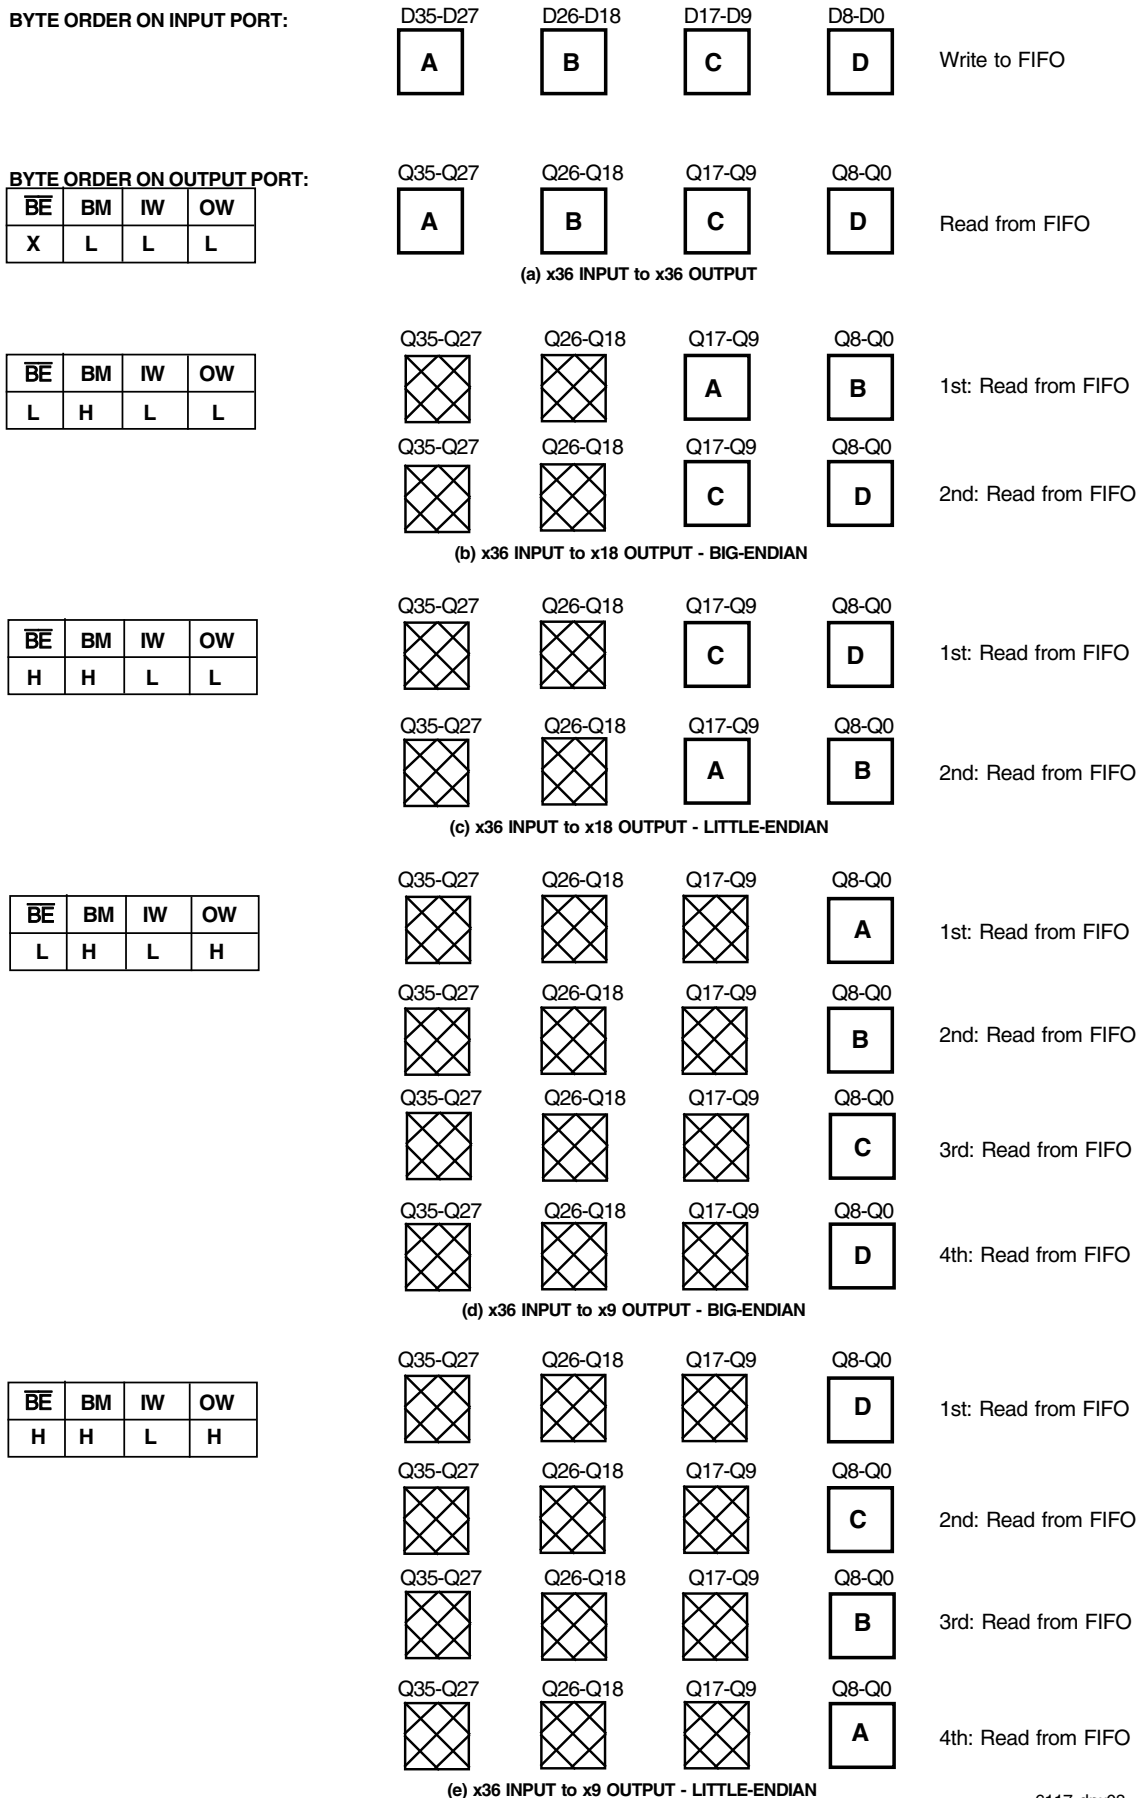 BYTE ORDER ON INPUT PORT:
D35-D27 D26-D18 D17-D9 D8-D0
A B C D Write to FIFO
BYTE ORDER ON OUTPUT PORT:
Q35-Q27 Q26-Q18 Q17-Q9 Q8-Q0
BE BM IW OW
X L L L
A B C D Read from FIFO
(a) x36 INPUT to x36 OUTPUT
Q35-Q27 Q26-Q18 Q17-Q9 Q8-Q0
BE BM IW OW
L H L L
A B 1st: Read from FIFO
Q35-Q27 Q26-Q18 Q17-Q9 Q8-Q0
C D 2nd: Read from FIFO
(b) x36 INPUT to x18 OUTPUT - BIG-ENDIAN
Q35-Q27 Q26-Q18 Q17-Q9 Q8-Q0
BE BM IW OW
H H L L
C D 1st: Read from FIFO
Q35-Q27 Q26-Q18 Q17-Q9 Q8-Q0
A B 2nd: Read from FIFO
(c) x36 INPUT to x18 OUTPUT - LITTLE-ENDIAN
Q35-Q27 Q26-Q18 Q17-Q9 Q8-Q0
BE BM IW OW
L H L H
A 1st: Read from FIFO
Q35-Q27 Q26-Q18 Q17-Q9 Q8-Q0
B 2nd: Read from FIFO
Q35-Q27 Q26-Q18 Q17-Q9 Q8-Q0
C 3rd: Read from FIFO
Q35-Q27 Q26-Q18 Q17-Q9 Q8-Q0
D 4th: Read from FIFO
(d) x36 INPUT to x9 OUTPUT - BIG-ENDIAN
Q35-Q27 Q26-Q18 Q17-Q9 Q8-Q0
BE BM IW OW
H H L H
D 1st: Read from FIFO
Q35-Q27 Q26-Q18 Q17-Q9 Q8-Q0
C 2nd: Read from FIFO
Q35-Q27 Q26-Q18 Q17-Q9 Q8-Q0
B 3rd: Read from FIFO
Q35-Q27 Q26-Q18 Q17-Q9 Q8-Q0
A 4th: Read from FIFO
(e) x36 INPUT to x9 OUTPUT - LITTLE-ENDIAN